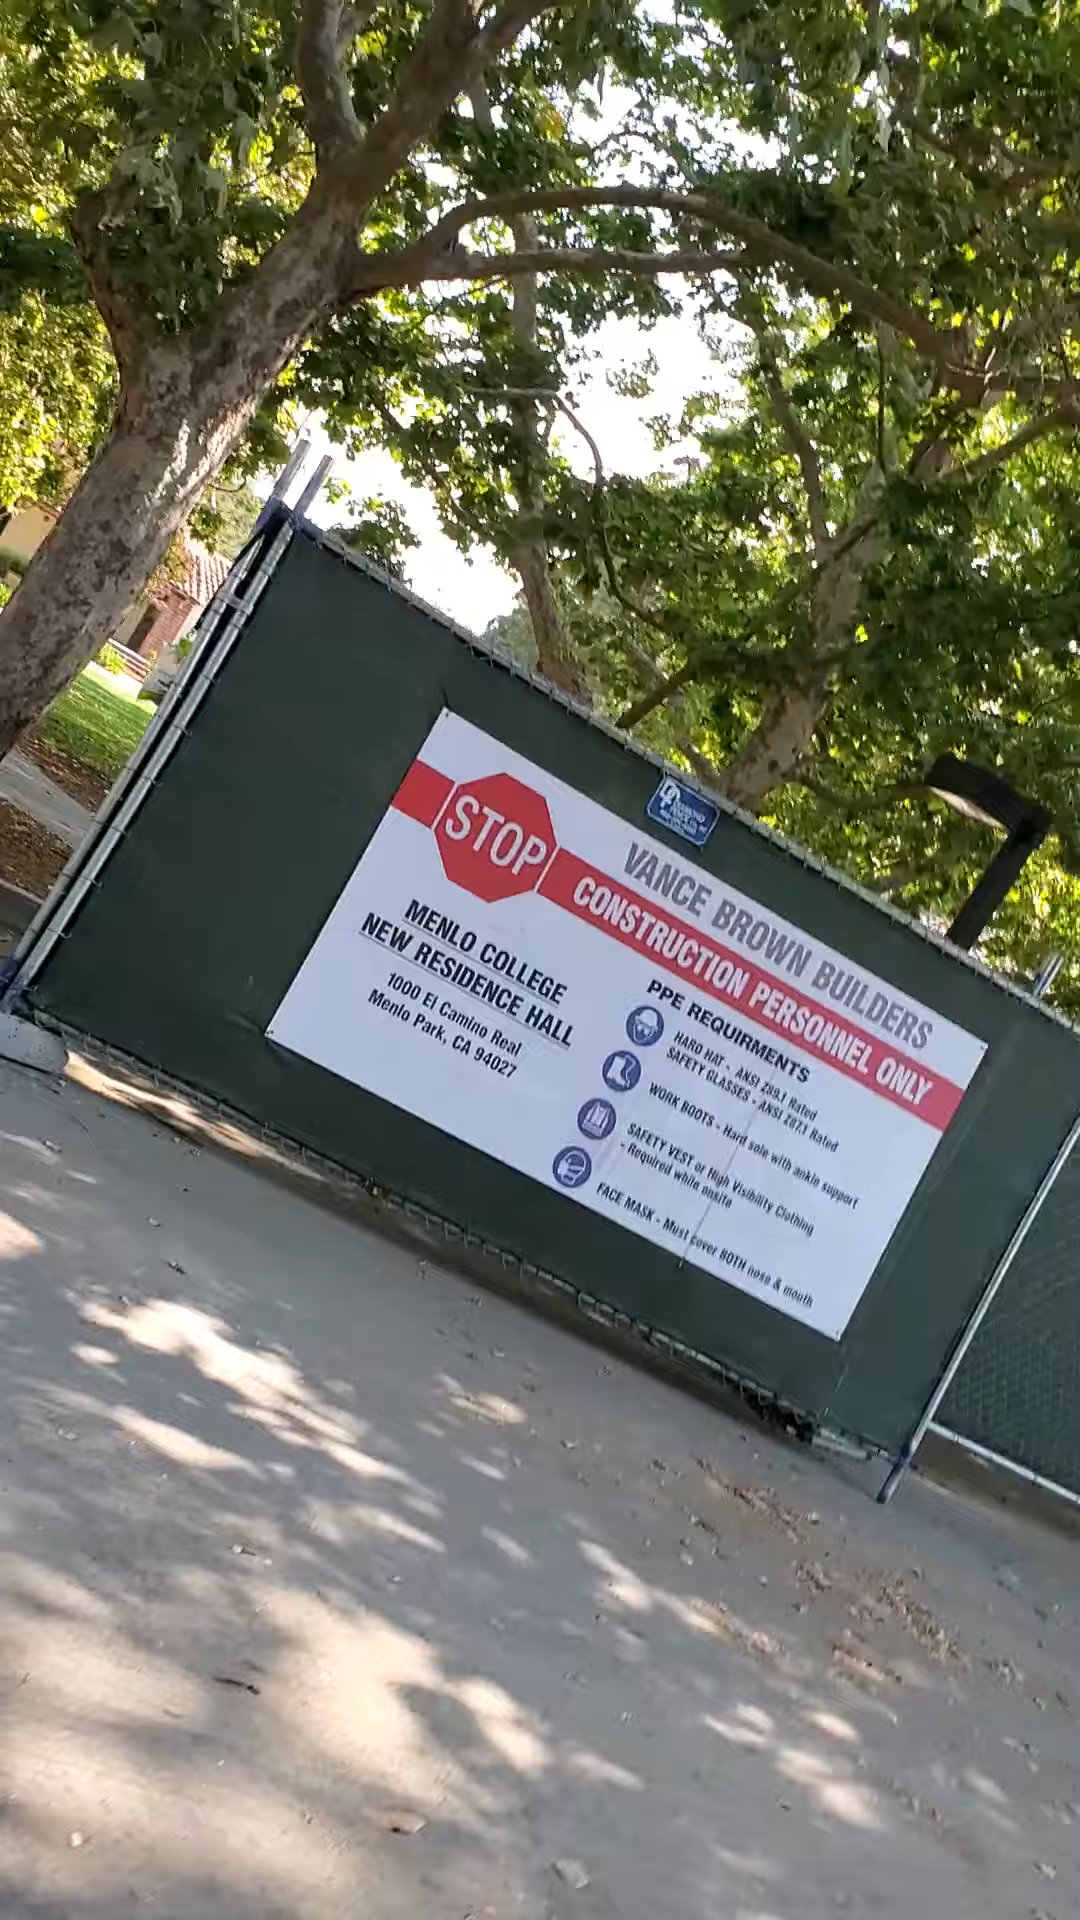 VANCE BROWN BUILDERS
STOP
CONSTRUCTION PERSONNEL ONLY
MENLO COLLEGE
NEW RESIDENCE HALL
1000 El Camino Real
Menlo Park, CA 94027
PPE REQUIRMENTS
HARD HAT - ANSI Z89.1 Rated
SAFETY GLASSES - ANSI Z87.1 Rated
WORK BOOTS - Hard sole with ankle support
SAFETY VEST or High Visibility Clothing
- Required while onsite
FACE MASK - Must cover BOTH nose & mouth